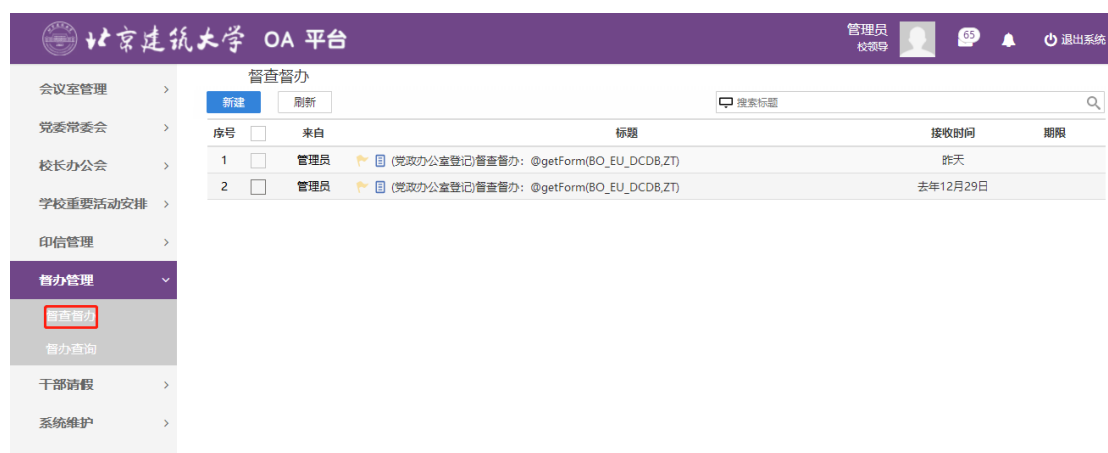 北京建筑大学 OA 平台
管理员
校领导
65
退出系统
会议室管理
党委常委会
校长办公会
学校重要活动安排
印信管理
督办管理
督查督办
督办查询
干部请假
系统维护
督查督办
新建 刷新 搜索标题
序号 来自 标题 接收时间 期限
1 管理员 (党政办公室登记)督查督办：@getForm(BO_EU_DCDB,ZT) 昨天
2 管理员 (党政办公室登记)督查督办：@getForm(BO_EU_DCDB,ZT) 去年12月29日